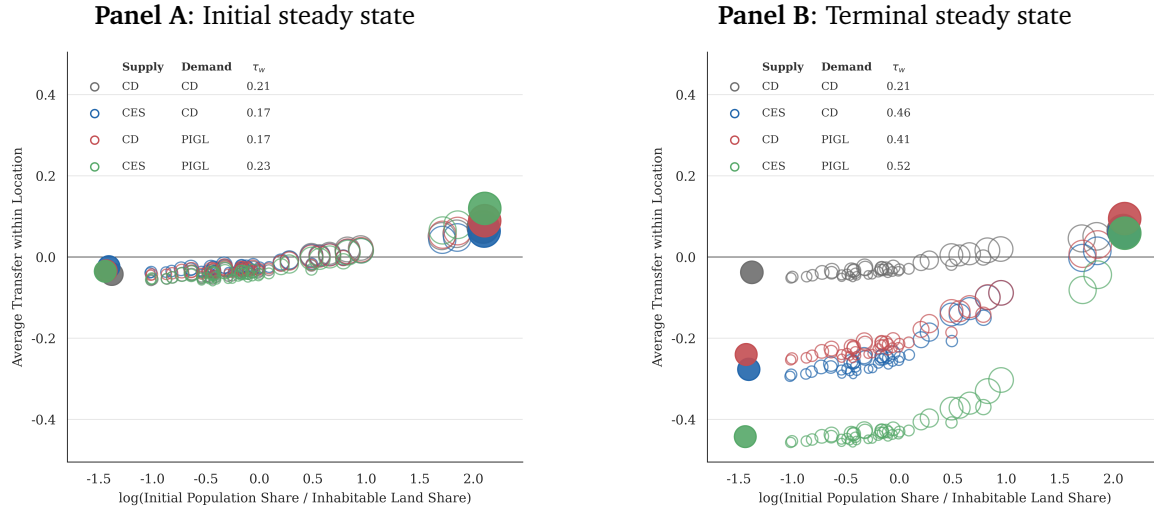 Panel A: Initial steady state
Supply Demand τw
CD CD 0.21
CES CD 0.17
CD PIGL 0.17
CES PIGL 0.23
0.4
0.2
0.0
-0.2
-0.4
Average Transfer within Location
-1.5 -1.0 -0.5 0.0 0.5 1.0 1.5 2.0
log(Initial Population Share / Inhabitable Land Share)
Panel B: Terminal steady state
Supply Demand τw
CD CD 0.21
CES CD 0.46
CD PIGL 0.41
CES PIGL 0.52
0.4
0.2
0.0
-0.2
-0.4
Average Transfer within Location
-1.5 -1.0 -0.5 0.0 0.5 1.0 1.5 2.0
log(Initial Population Share / Inhabitable Land Share)